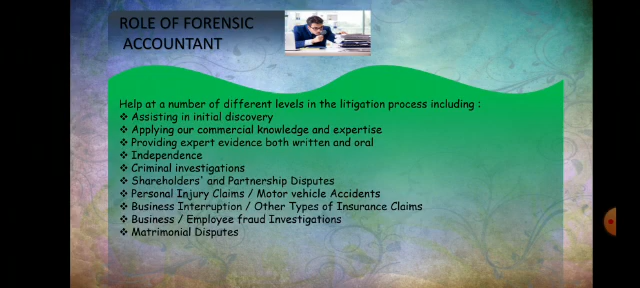 ROLE OF FORENSIC
ACCOUNTANT
Help at a number of different levels in the litigation process including :
❖ Assisting in initial discovery
❖ Applying our commercial knowledge and expertise
❖ Providing expert evidence both written and oral
❖ Independence
❖ Criminal investigations
❖ Shareholders' and Partnership Disputes
❖ Personal Injury Claims / Motor vehicle Accidents
❖ Business Interruption / Other Types of Insurance Claims
❖ Business / Employee fraud Investigations
❖ Matrimonial Disputes